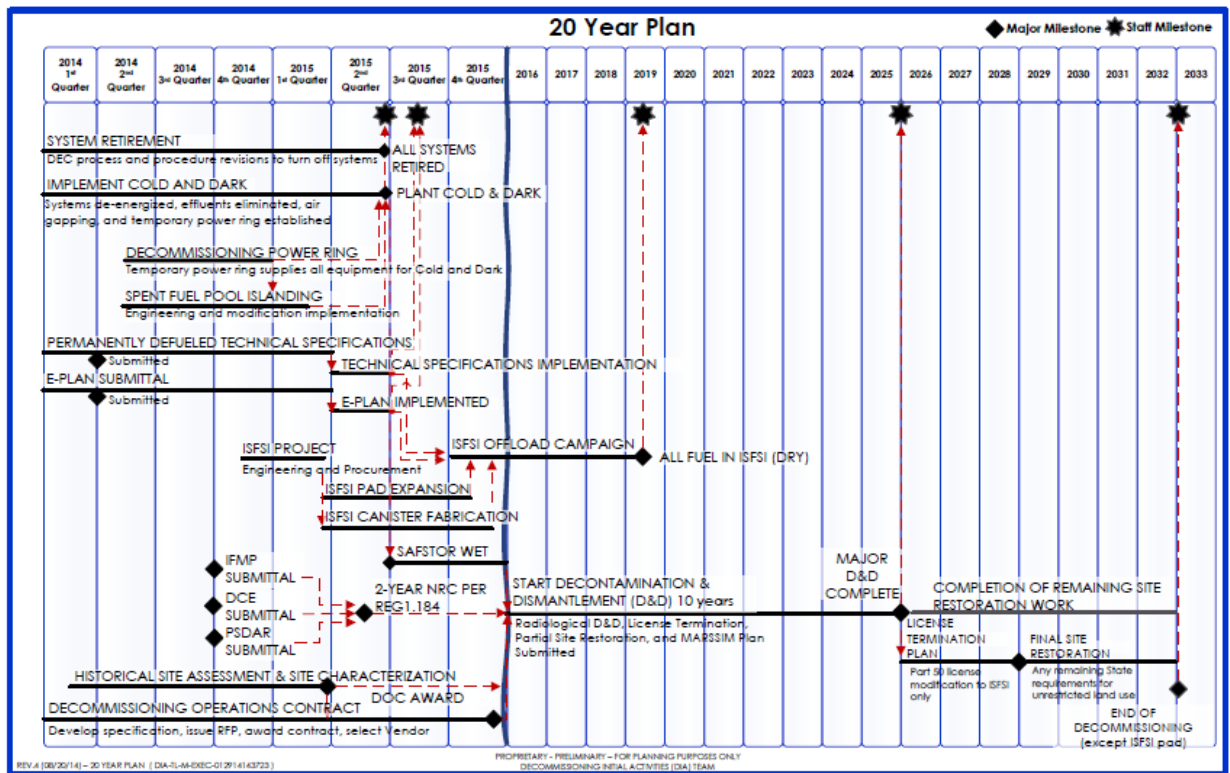 20 Year Plan
Major Milestone
Staff Milestone
2014
1st
Quarter
2014
2nd
Quarter
2014
3rd Quarter
2014
4th Quarter
2015
1st Quarter
2015
2nd
Quarter
2015
3rd Quarter
2015
4th Quarter
2016
2017
2018
2019
2020
2021
2022
2023
2024
2025
2026
2027
2028
2029
2030
2031
2032
2033
SYSTEM RETIREMENT
DEC process and procedure revisions to turn off systems
ALL SYSTEMS
RETIRED
IMPLEMENT COLD AND DARK
Systems de-energized, effluents eliminated, air
gapping, and temporary power ring established
PLANT COLD & DARK
DECOMMISSIONING POWER RING
Temporary power ring supplies all equipment for Cold and Dark
SPENT FUEL POOL ISLANDING
Engineering and modification implementation
PERMANENTLY DEFUELED TECHNICAL SPECIFICATIONS
Submitted
TECHNICAL SPECIFICATIONS IMPLEMENTATION
E-PLAN SUBMITTAL
Submitted
E-PLAN IMPLEMENTED
ISFSI PROJECT
Engineering and Procurement
ISFSI OFFLOAD CAMPAIGN
ALL FUEL IN ISFSI (DRY)
ISFSI PAD EXPANSION
ISFSI CANISTER FABRICATION
SAFSTOR WET
IFMP
SUBMITTAL
DCE
SUBMITTAL
PSDAR
SUBMITTAL
2-YEAR NRC PER
REG1.184
START DECONTAMINATION &
DISMANTLEMENT (D&D) 10 years
Radiological D&D, License Termination,
Partial Site Restoration, and MARSSIM Plan
Submitted
MAJOR
D&D
COMPLETE
COMPLETION OF REMAINING SITE
RESTORATION WORK
LICENSE
TERMINATION
PLAN
Part 50 license
modification to ISFSI
only
FINAL SITE
RESTORATION
Any remaining State
requirements for
unrestricted land use
HISTORICAL SITE ASSESSMENT & SITE CHARACTERIZATION
DOC AWARD
DECOMMISSIONING OPERATIONS CONTRACT
Develop specification, issue RFP, award contract, select Vendor
END OF
DECOMMISSIONING
(except ISFSI pad)
REV.4 (08/20/14) – 20 YEAR PLAN ( DIA-TL-M-EXEC-012914163723 )
PROPRIETARY - PRELIMINARY – FOR PLANNING PURPOSES ONLY
DECOMMISSIONING INITIAL ACTIVITIES (DIA) TEAM